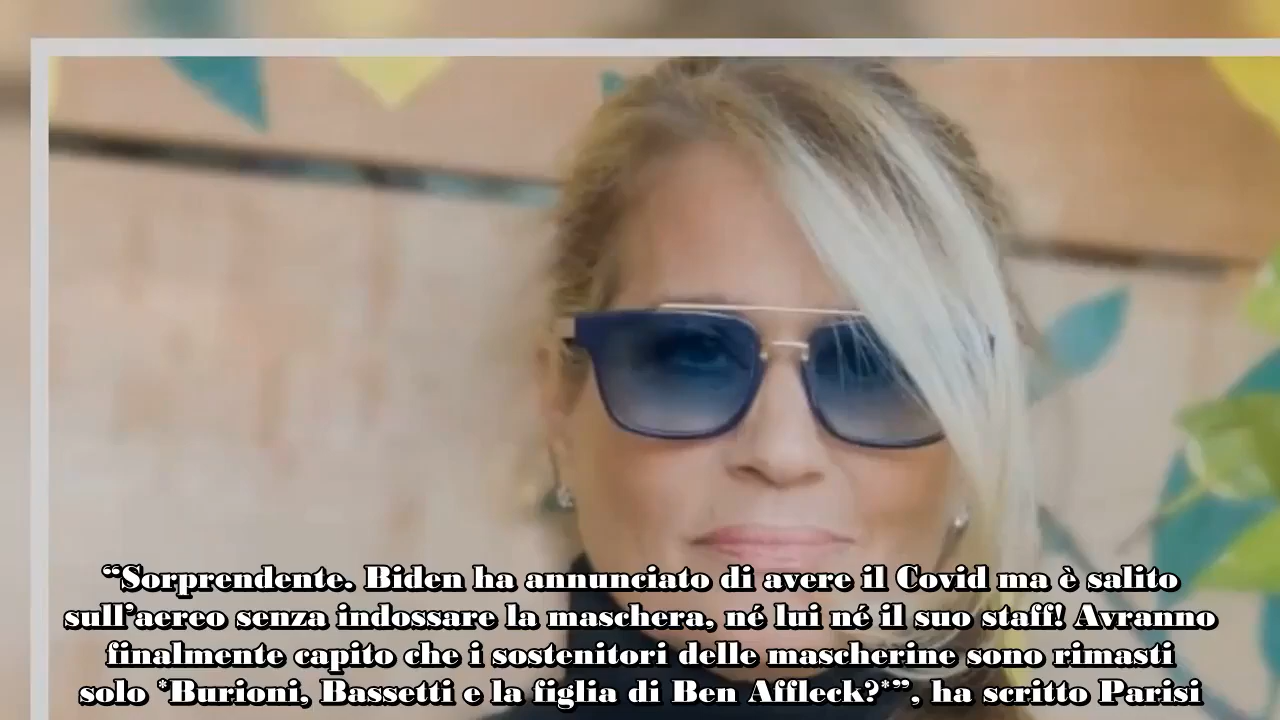 “Sorprendente. Biden ha annunciato di avere il Covid ma è salito
sull’aereo senza indossare la maschera, né lui né il suo staff! Avranno
finalmente capito che i sostenitori delle mascherine sono rimasti
solo *Burioni, Bassetti e la figlia di Ben Affleck?*”, ha scritto Parisi